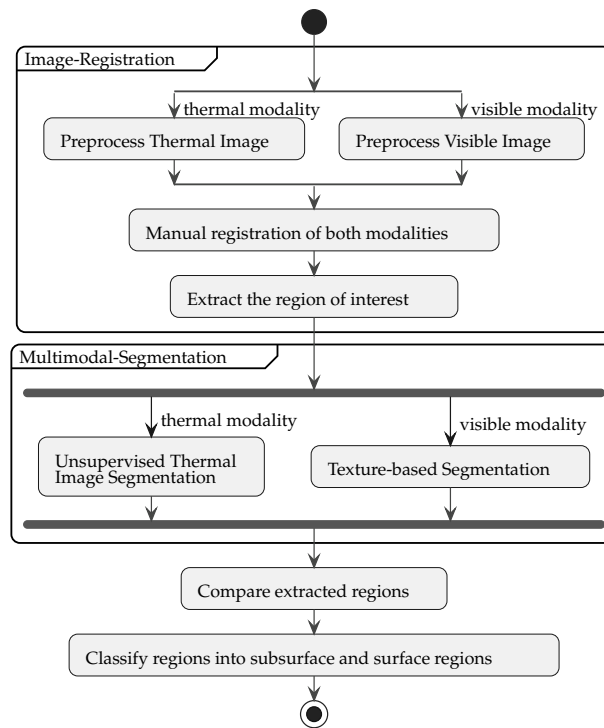 Image-Registration
thermal modality
visible modality
Preprocess Thermal Image
Preprocess Visible Image
Manual registration of both modalities
Extract the region of interest
Multimodal-Segmentation
thermal modality
visible modality
Unsupervised Thermal
Image Segmentation
Texture-based Segmentation
Compare extracted regions
Classify regions into subsurface and surface regions